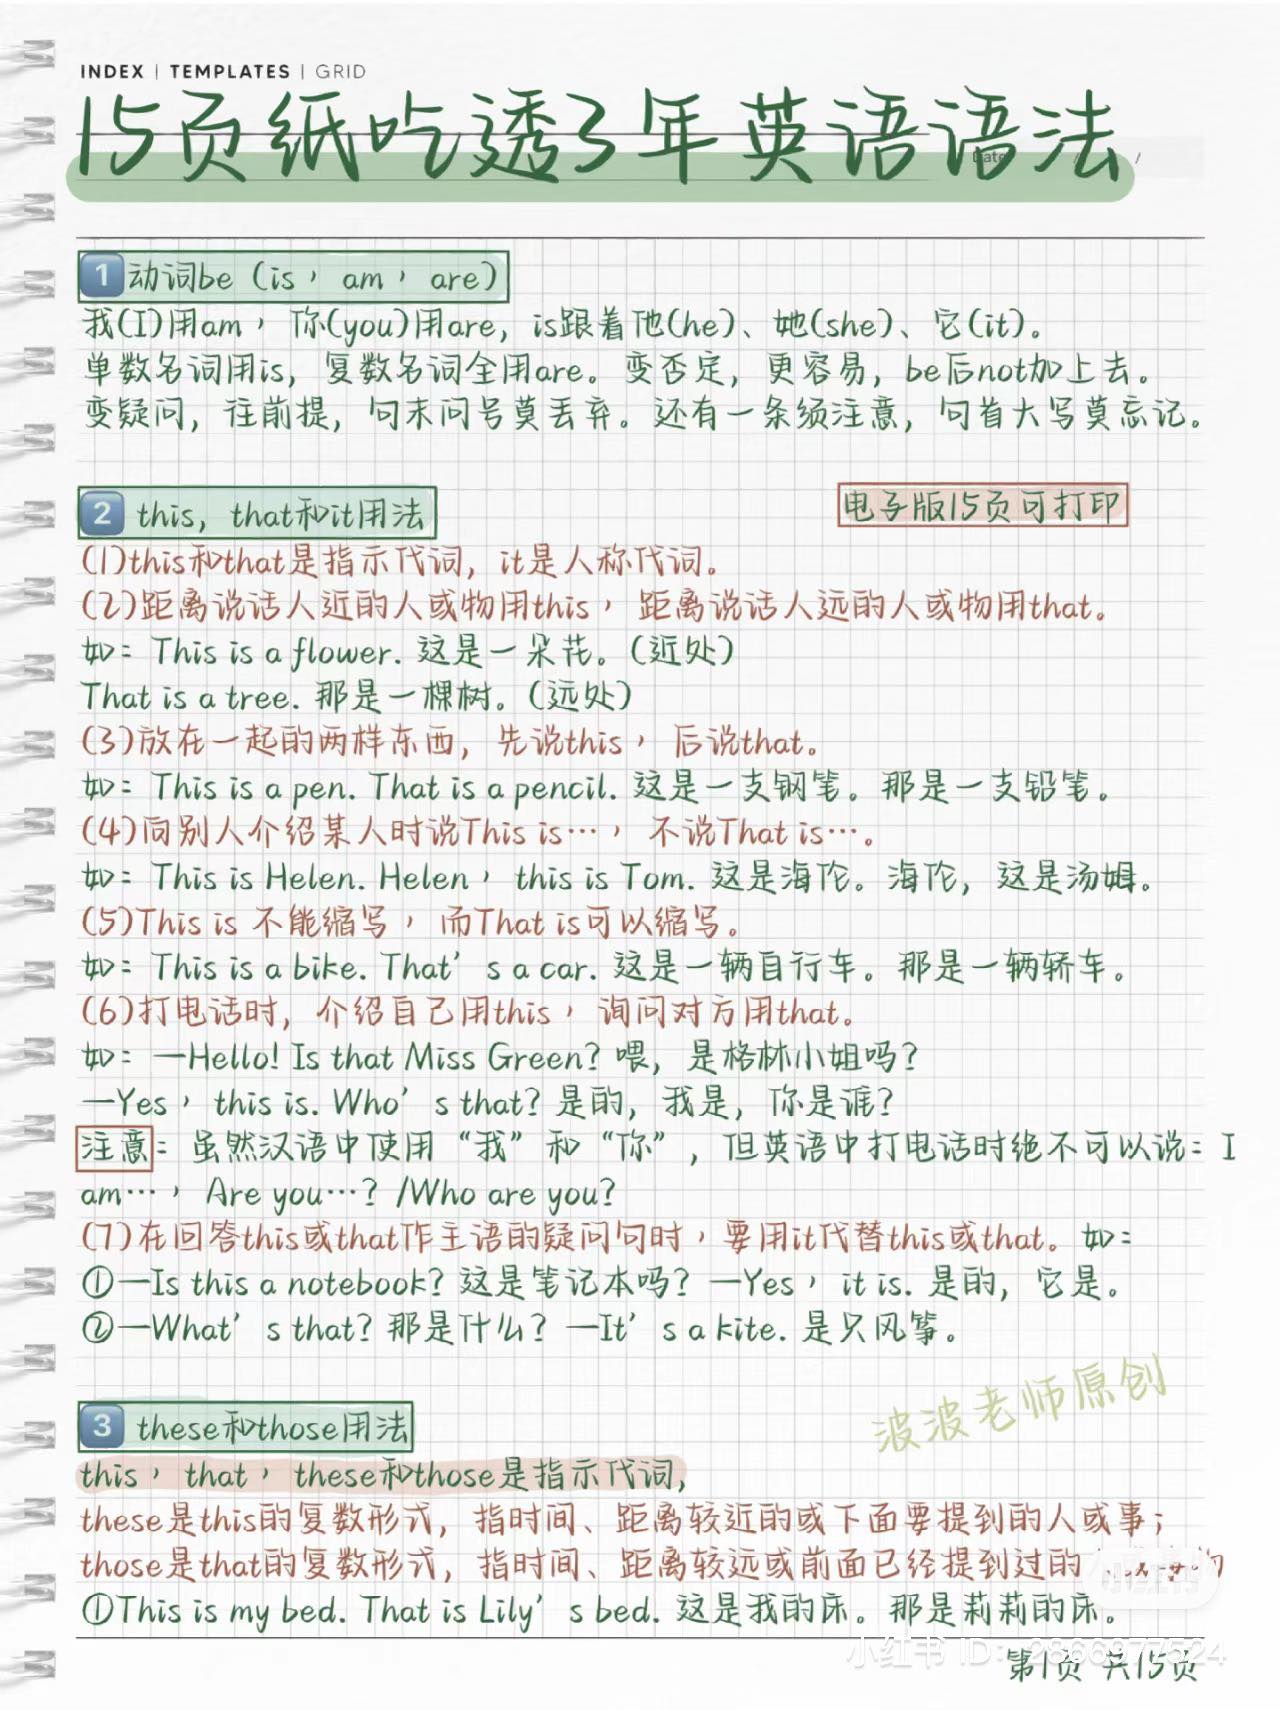 INDEX | TEMPLATES | GRID
15页纸吃透3年英语语法
Date / /
1 动词be（is，am，are）
我(I)用am，你(you)用are，is跟着他(he)、她(she)、它(it)。
单数名词用is，复数名词全用are。变否定，更容易，be后not加上去。
变疑问，往前提，句末问号莫丢弃。还有一条须注意，句首大写莫忘记。
2 this，that和it用法
电子版15页可打印
(1)this和that是指示代词，it是人称代词。
(2)距离说话人近的人或物用this，距离说话人远的人或物用that。
如：This is a flower. 这是一朵花。(近处)
That is a tree. 那是一棵树。(远处)
(3)放在一起的两样东西，先说this，后说that。
如：This is a pen. That is a pencil. 这是一支钢笔。那是一支铅笔。
(4)向别人介绍某人时说This is…，不说That is…。
如：This is Helen. Helen，this is Tom. 这是海伦。海伦，这是汤姆。
(5)This is 不能缩写，而That is可以缩写。
如：This is a bike. That’s a car. 这是一辆自行车。那是一辆轿车。
(6)打电话时，介绍自己用this，询问对方用that。
如：—Hello! Is that Miss Green? 喂，是格林小姐吗?
—Yes，this is. Who’s that? 是的，我是，你是谁?
注意：虽然汉语中使用“我”和“你”，但英语中打电话时绝不可以说：I
am…，Are you…? /Who are you?
(7)在回答this或that作主语的疑问句时，要用it代替this或that。如：
①—Is this a notebook? 这是笔记本吗? —Yes，it is. 是的，它是。
②—What’s that? 那是什么? —It’s a kite. 是只风筝。
波波老师原创
3 these和those用法
this，that，these和those是指示代词，
these是this的复数形式，指时间、距离较近的或下面要提到的人或事；
those是that的复数形式，指时间、距离较远或前面已经提到过的
小红书
①This is my bed. That is Lily’s bed. 这是我的床。那是莉莉的床。
小红书 ID：2866977524
第1页 共15页